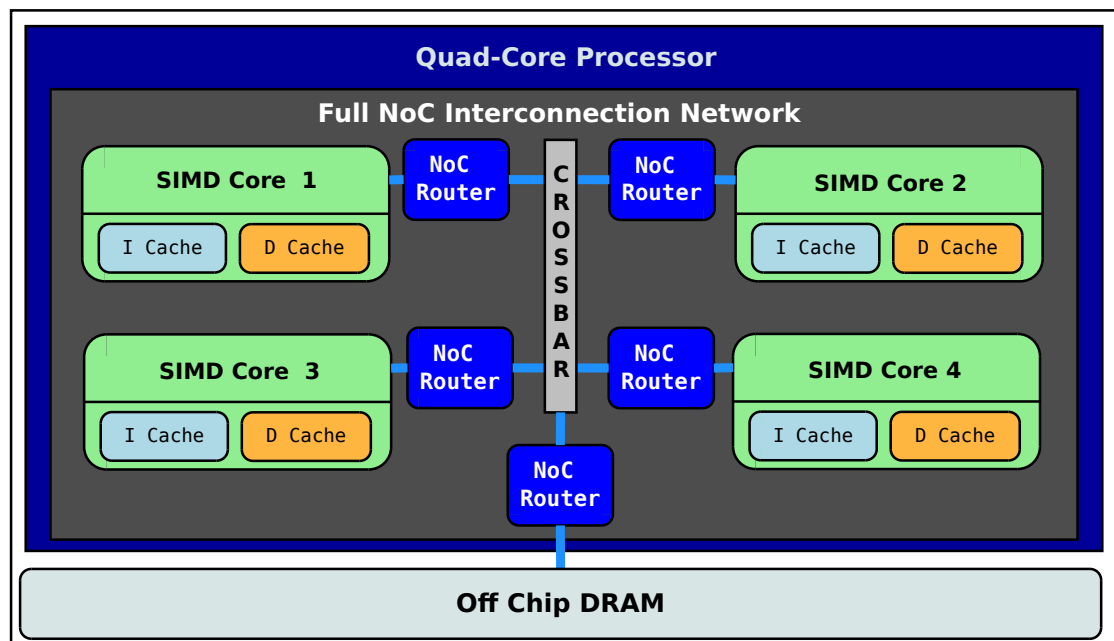 Quad-Core Processor
Full NoC Interconnection Network
SIMD Core 1
I Cache
D Cache
NoC
Router
CROSSBAR
NoC
Router
SIMD Core 2
I Cache
D Cache
SIMD Core 3
I Cache
D Cache
NoC
Router
NoC
Router
SIMD Core 4
I Cache
D Cache
NoC
Router
Off Chip DRAM